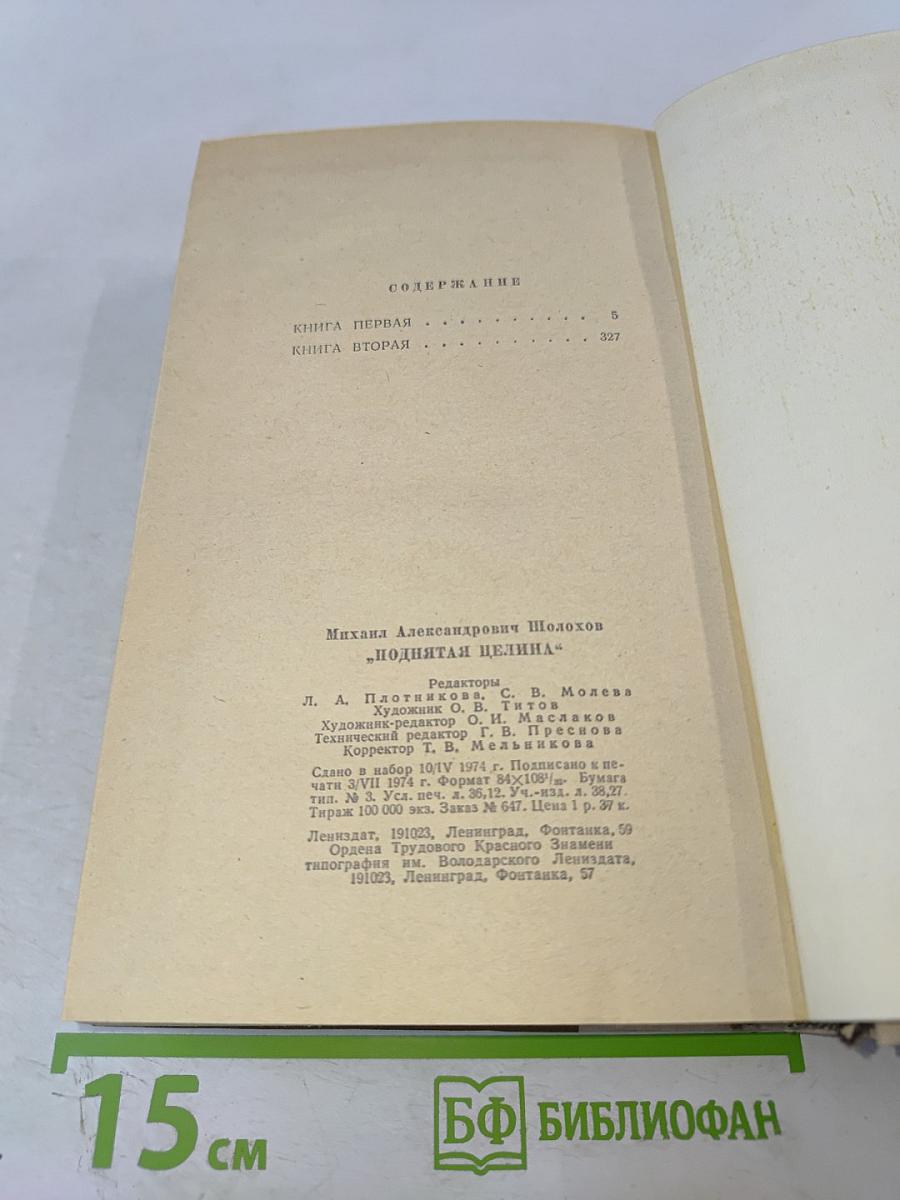 СОДЕРЖАНИЕ
КНИГА ПЕРВАЯ . . . . . . . . . . 5
КНИГА ВТОРАЯ . . . . . . . . . . 327
Михаил Александрович Шолохов
„ПОДНЯТАЯ ЦЕЛИНА“
Редакторы
Л. А. Плотникова, С. В. Молева
Художник О. В. Титов
Художник-редактор О. И. Маслаков
Технический редактор Г. В. Преснова
Корректор Т. В. Мельникова
Сдано в набор 10/IV 1974 г. Подписано к пе-
чати 3/VII 1974 г. Формат 84×108¹/₃₂. Бумага
тип. № 3. Усл. печ. л. 36,12. Уч.-изд. л. 38,27.
Тираж 100 000 экз. Заказ № 647. Цена 1 р. 37 к.
Лениздат, 191023, Ленинград, Фонтанка, 59
Ордена Трудового Красного Знамени
типография им. Володарского Лениздата,
191023, Ленинград, Фонтанка, 57
15 см
БФ БИБЛИОФАН